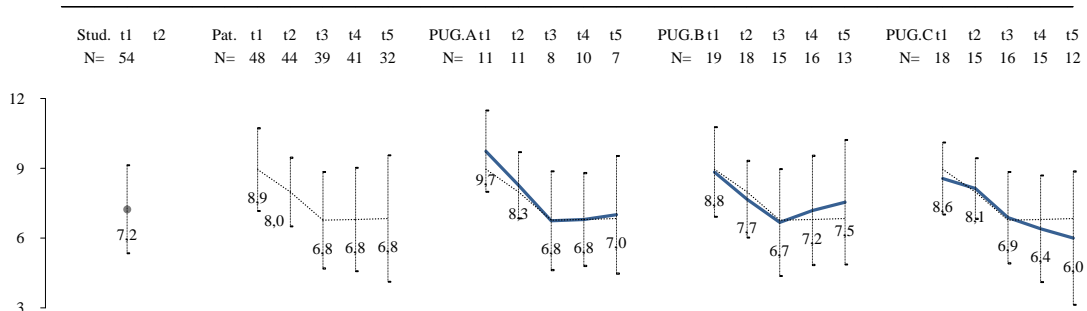 Stud. t1 t2 Pat. t1 t2 t3 t4 t5 PUG.A t1 t2 t3 t4 t5 PUG.B t1 t2 t3 t4 t5 PUG.C t1 t2 t3 t4 t5
N= 54 N= 48 44 39 41 32 N= 11 11 8 10 7 N= 19 18 15 16 13 N= 18 15 16 15 12
12
9
6
3
7,2
8,9 8,0 6,8 6,8 6,8
9,7 8,3 6,8 6,8 7,0
8,8 7,7 6,7 7,2 7,5
8,6 8,1 6,9 6,4 6,0